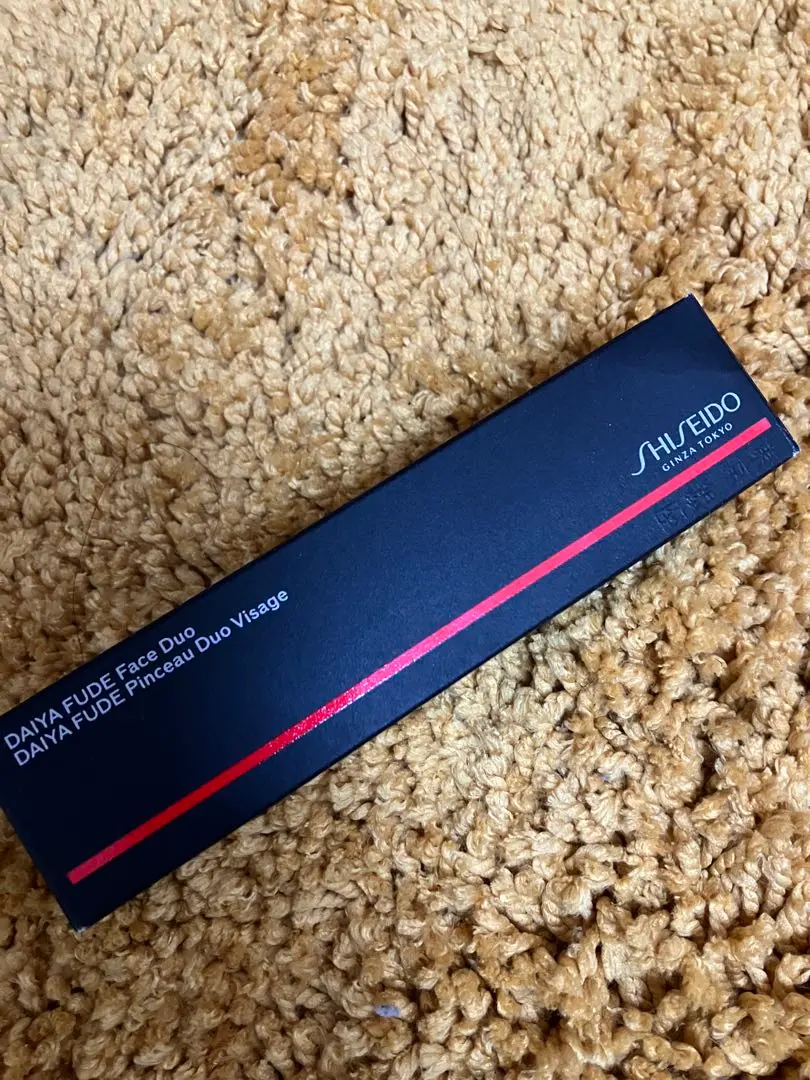 SHISEIDO
GINZA TOKYO
DAIYA FUDE Face Duo
DAIYA FUDE Pinceau Duo Visage